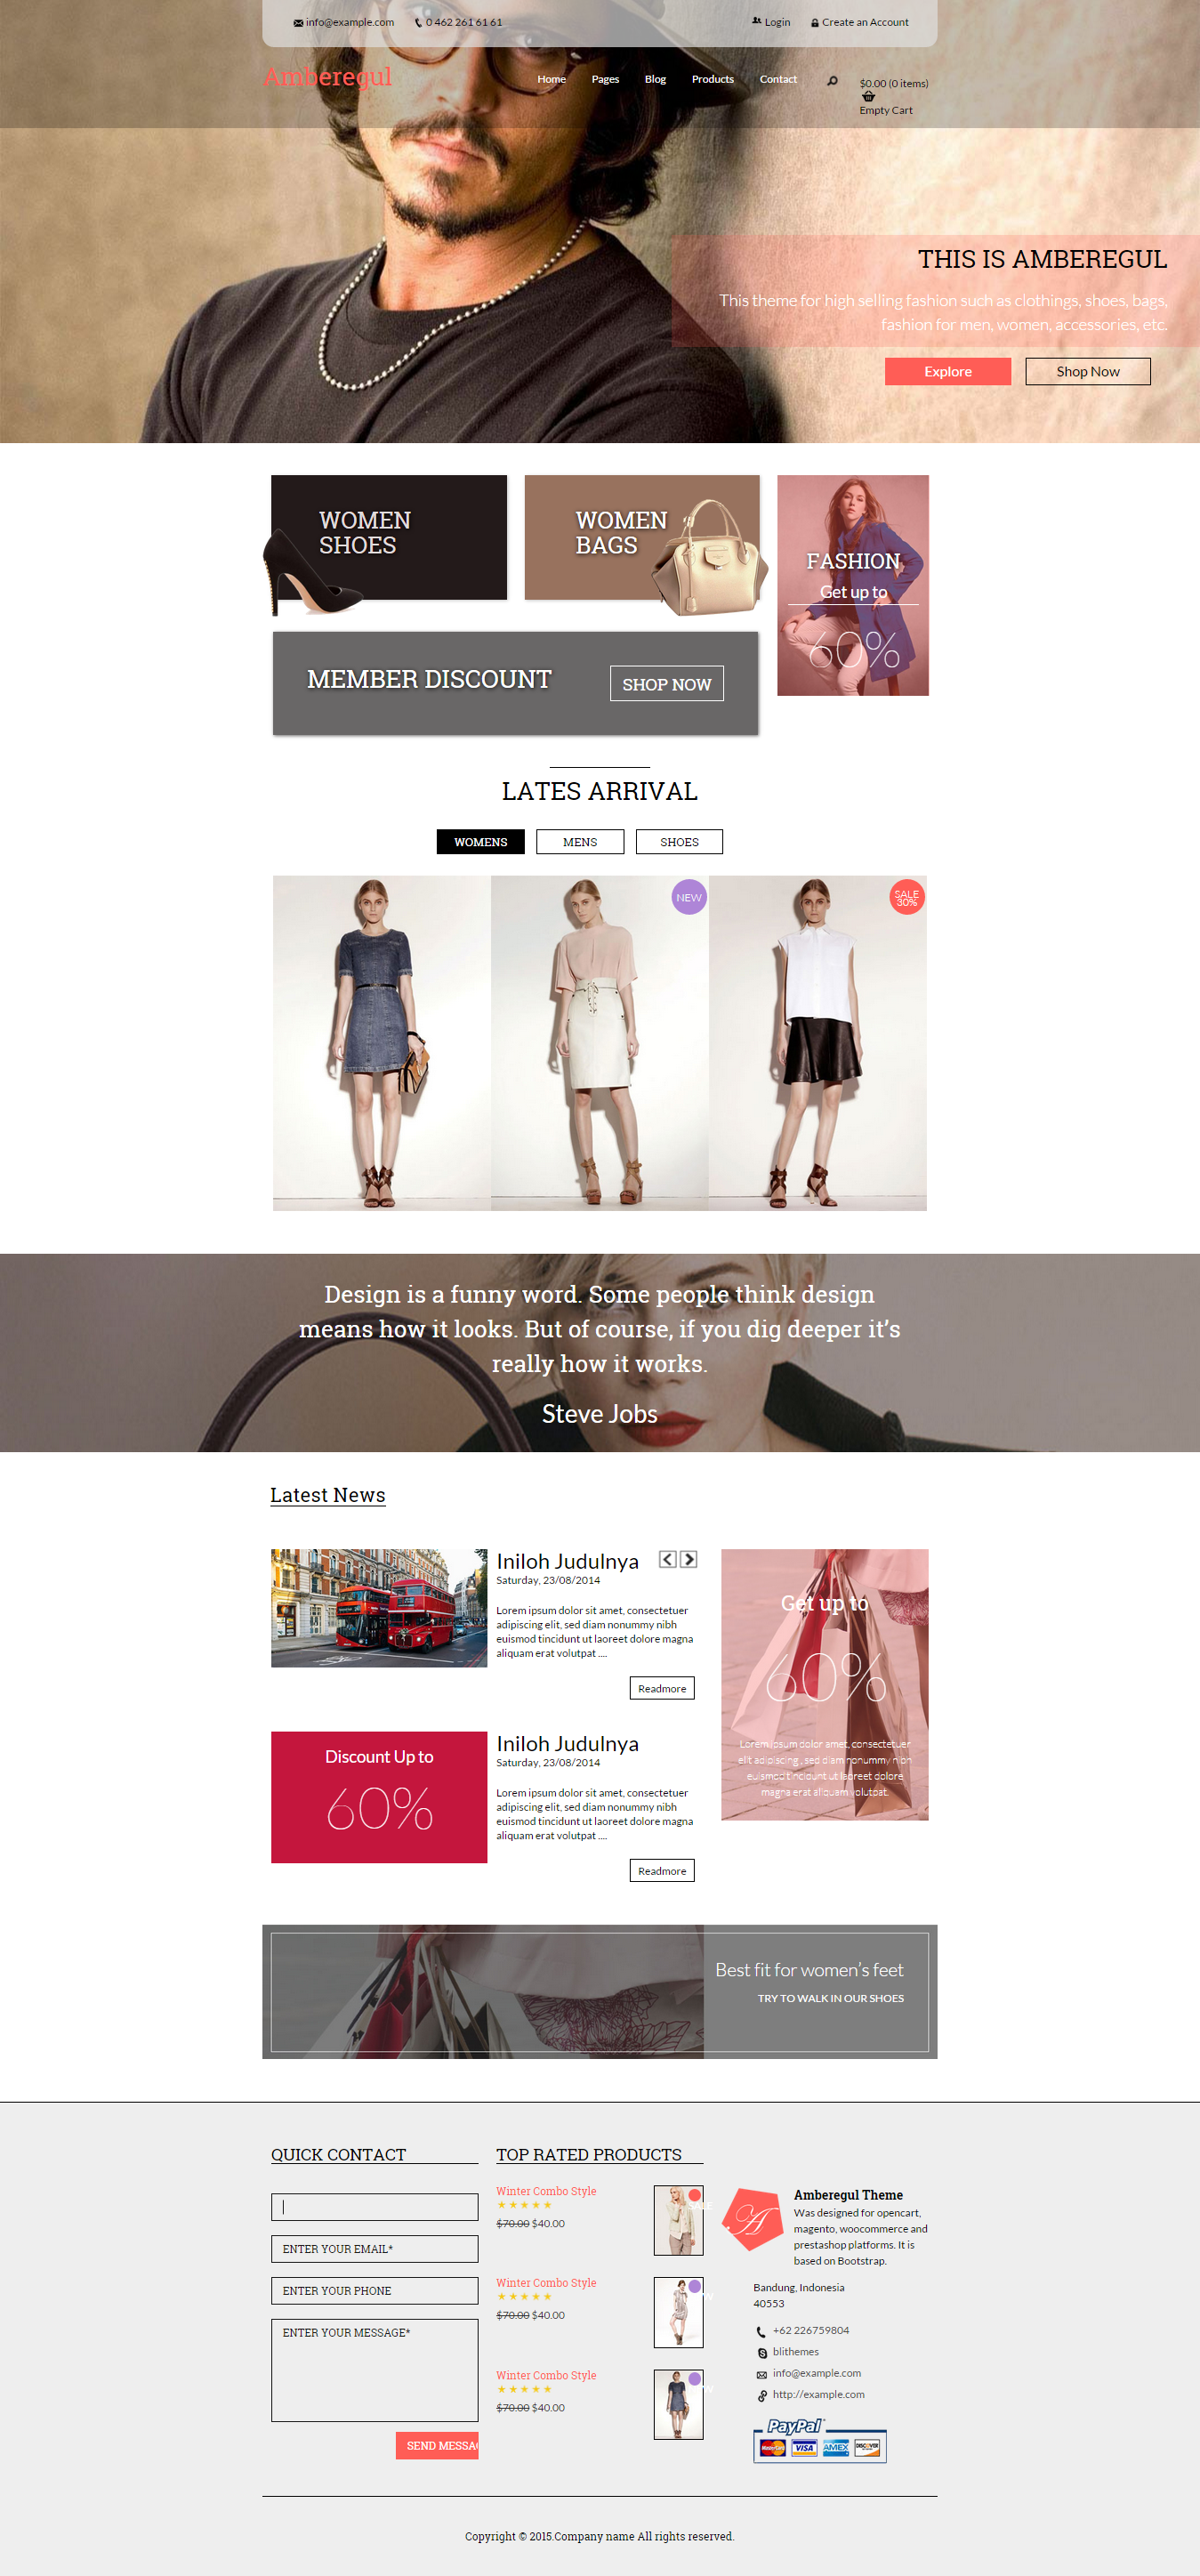 info@example.com 0 462 261 61 61 Login Create an Account
Amberegul
Home Pages Blog Products Contact
$0.00 (0 items)
Empty Cart
THIS IS AMBEREGUL
This theme for high selling fashion such as clothings, shoes, bags,
fashion for men, women, accessories, etc.
Explore Shop Now
WOMEN
SHOES
WOMEN
BAGS
FASHION
Get up to
60%
MEMBER DISCOUNT
SHOP NOW
LATES ARRIVAL
WOMENS MENS SHOES
NEW
SALE
30%
Design is a funny word. Some people think design
means how it looks. But of course, if you dig deeper it’s
really how it works.
Steve Jobs
Latest News
Iniloh Judulnya
Saturday, 23/08/2014
Lorem ipsum dolor sit amet, consectetuer
adipiscing elit, sed diam nonummy nibh
euismod tincidunt ut laoreet dolore magna
aliquam erat volutpat ....
Readmore
Discount Up to
60%
Iniloh Judulnya
Saturday, 23/08/2014
Lorem ipsum dolor sit amet, consectetuer
adipiscing elit, sed diam nonummy nibh
euismod tincidunt ut laoreet dolore magna
aliquam erat volutpat ....
Readmore
Get up to
60%
Lorem ipsum dolor amet, consectetuer
elit adipiscing , sed diam nonummy nibh
euismod tincidunt ut laoreet dolore
magna erat aliquam volutpat.
Best fit for women’s feet
TRY TO WALK IN OUR SHOES
QUICK CONTACT
ENTER YOUR EMAIL*
ENTER YOUR PHONE
ENTER YOUR MESSAGE*
SEND MESSA
TOP RATED PRODUCTS
Winter Combo Style
$70.00 $40.00
Winter Combo Style
$70.00 $40.00
Winter Combo Style
$70.00 $40.00
A
Amberegul Theme
Was designed for opencart,
magento, woocommerce and
prestashop platforms. It is
based on Bootstrap.
Bandung, Indonesia
40553
+62 226759804
blithemes
info@example.com
http://example.com
PayPal
MasterCard VISA AMEX DISCOVER
Copyright © 2015.Company name All rights reserved.